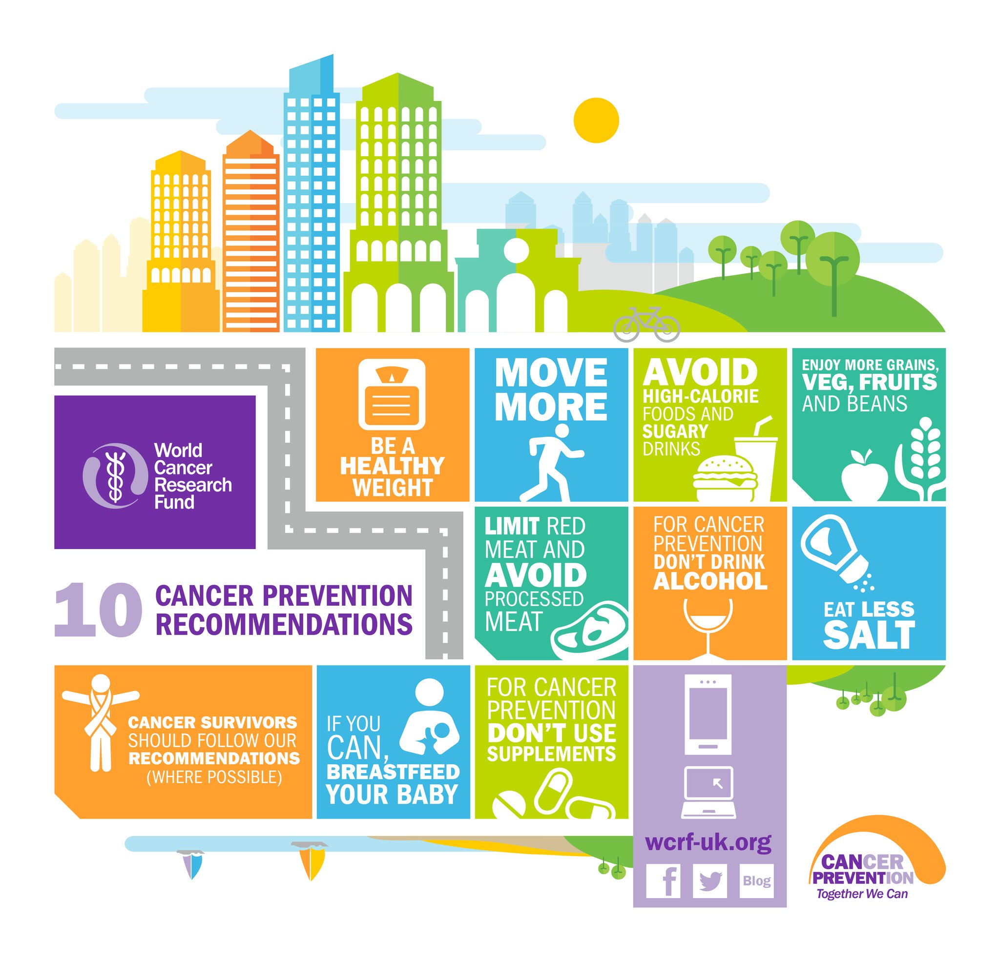 World
Cancer
Research
Fund
10
CANCER PREVENTION
RECOMMENDATIONS
BE A
HEALTHY
WEIGHT
MOVE
MORE
AVOID
HIGH-CALORIE
FOODS AND
SUGARY
DRINKS
ENJOY MORE GRAINS,
VEG, FRUITS
AND BEANS
LIMIT RED
MEAT AND
AVOID
PROCESSED
MEAT
FOR CANCER
PREVENTION
DON'T DRINK
ALCOHOL
EAT LESS
SALT
CANCER SURVIVORS
SHOULD FOLLOW OUR
RECOMMENDATIONS
(WHERE POSSIBLE)
IF YOU
CAN,
BREASTFEED
YOUR BABY
FOR CANCER
PREVENTION
DON'T USE
SUPPLEMENTS
wcrf-uk.org
f
Blog
CANCER
PREVENTION
Together We Can